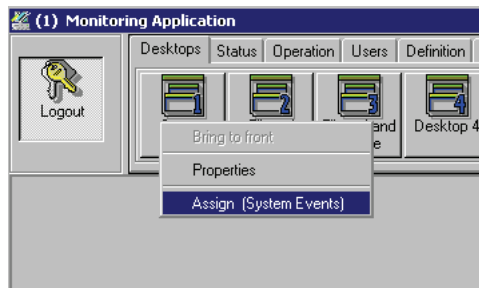 (1) Monitoring Application
Desktops Status Operation Users Definition
Logout
1 2 3 4
and Desktop 4
e
Bring to front
Properties
Assign (System Events)